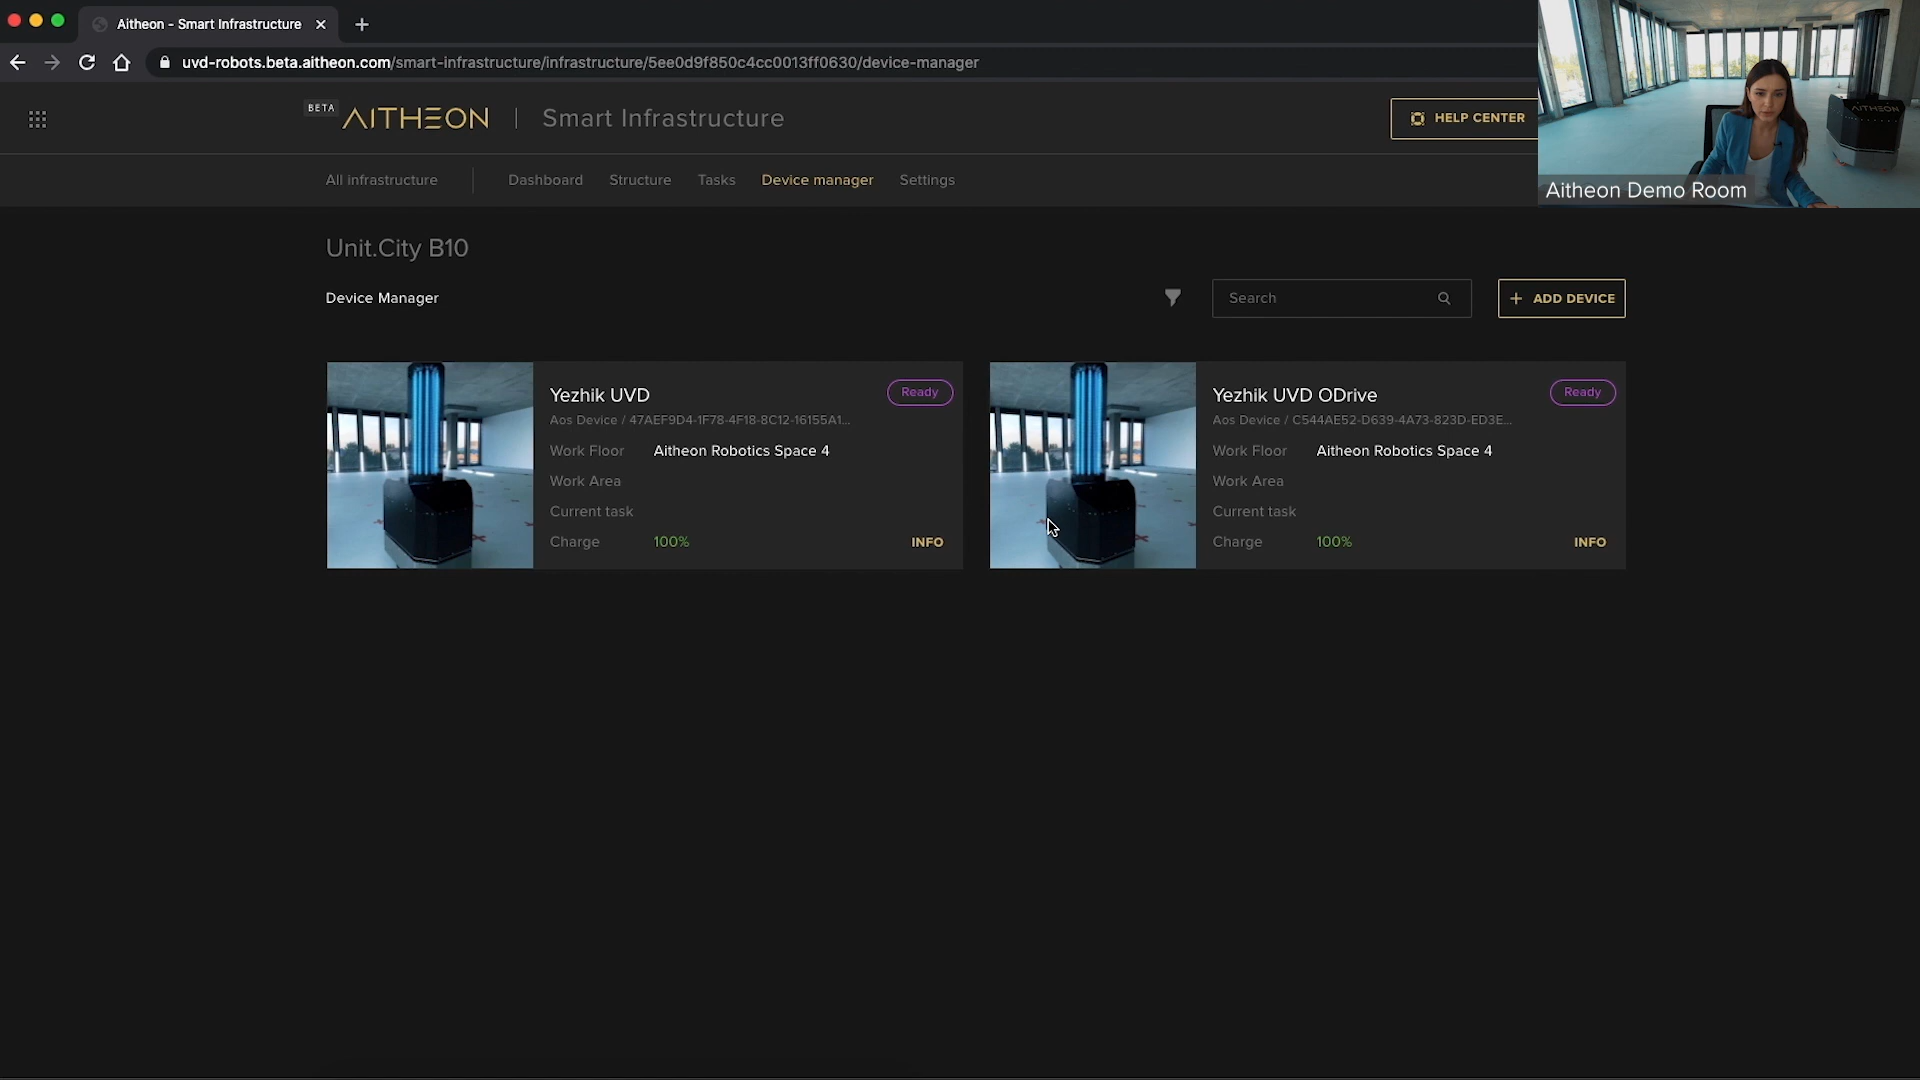 Aitheon - Smart Infrastructure
uvd-robots.beta.aitheon.com/smart-infrastructure/infrastructure/5ee0d9f850c4cc0013ff0630/device-manager
BETA AITHEON | Smart Infrastructure
HELP CENTER
AITHEON
Aitheon Demo Room
All infrastructure Dashboard Structure Tasks Device manager Settings
Unit.City B10
Device Manager
Search
+ ADD DEVICE
Yezhik UVD
Ready
Aos Device / 47AEF9D4-1F78-4F18-8C12-16155A1...
Work Floor Aitheon Robotics Space 4
Work Area
Current task
Charge 100%
INFO
Yezhik UVD ODrive
Ready
Aos Device / C544AE52-D639-4A73-823D-ED3E...
Work Floor Aitheon Robotics Space 4
Work Area
Current task
Charge 100%
INFO